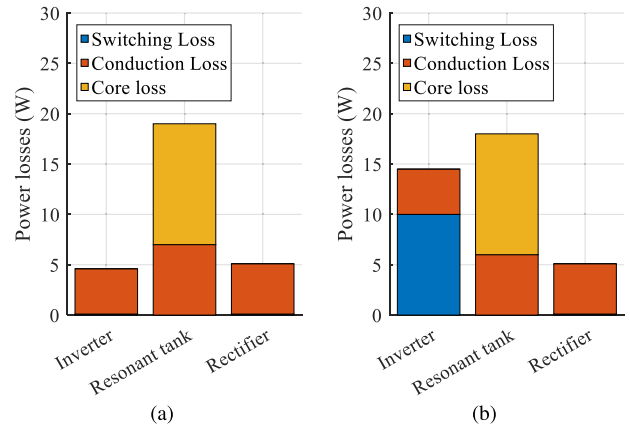 Power losses (W)
30
25
20
15
10
5
0
Switching Loss
Conduction Loss
Core loss
Inverter
Resonant tank
Rectifier
(a)
Power losses (W)
30
25
20
15
10
5
0
Switching Loss
Conduction Loss
Core loss
Inverter
Resonant tank
Rectifier
(b)